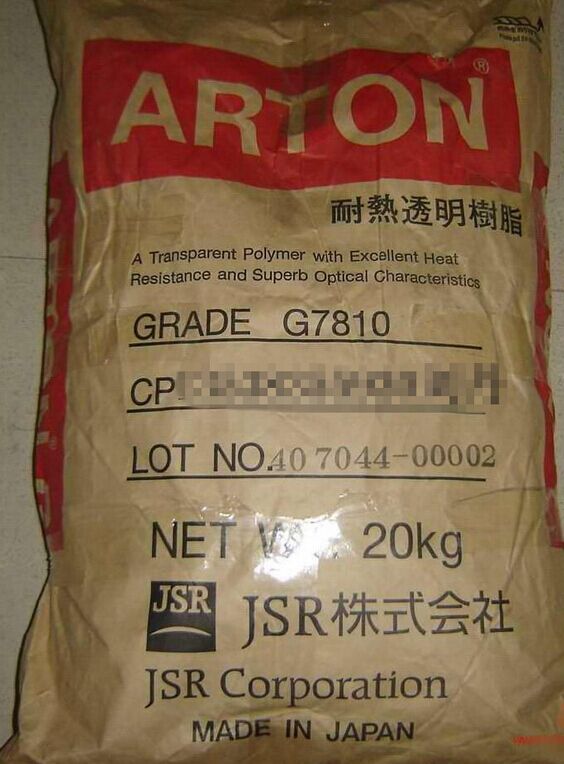 ARTON®
耐熱透明樹脂
A Transparent Polymer with Excellent Heat
Resistance and Superb Optical Characteristics
GRADE G7810
CP
LOT NO. 407044-00002
NET 20kg
JSR
JSR株式会社
JSR Corporation
MADE IN JAPAN